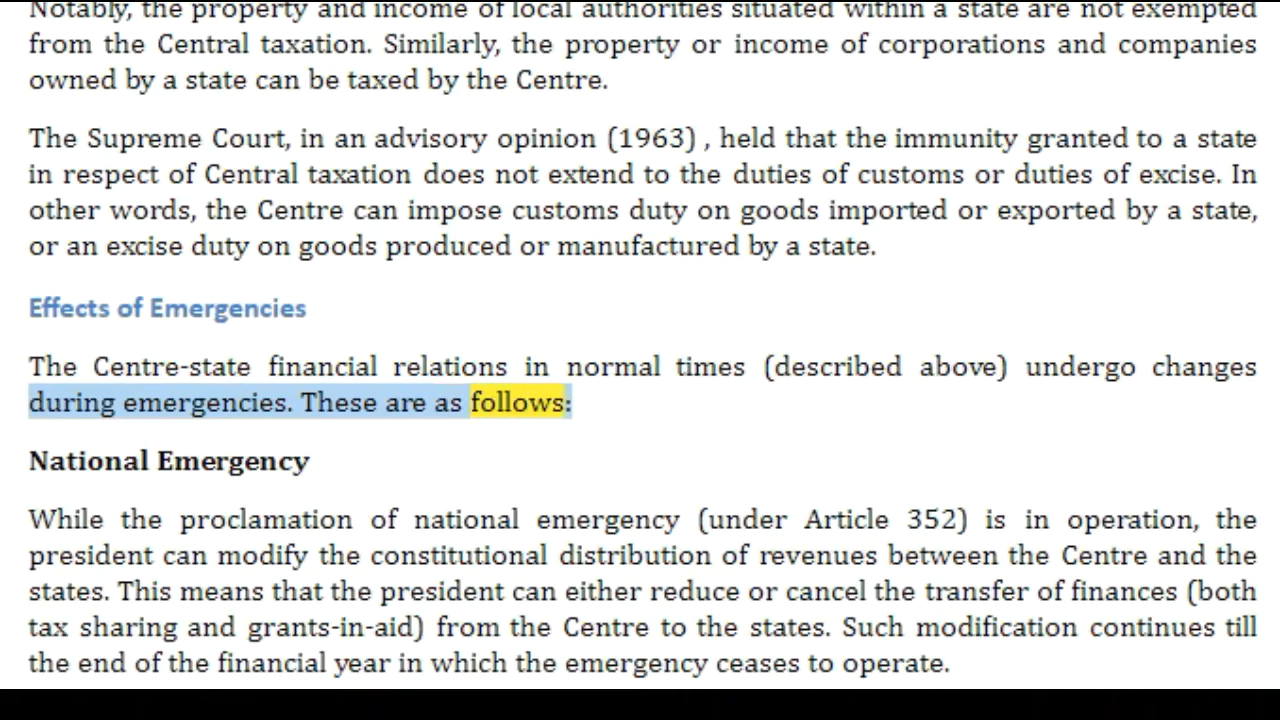 Notably, the property and income of local authorities situated within a state are not exempted
from the Central taxation. Similarly, the property or income of corporations and companies
owned by a state can be taxed by the Centre.
The Supreme Court, in an advisory opinion (1963) , held that the immunity granted to a state
in respect of Central taxation does not extend to the duties of customs or duties of excise. In
other words, the Centre can impose customs duty on goods imported or exported by a state,
or an excise duty on goods produced or manufactured by a state.
Effects of Emergencies
The Centre-state financial relations in normal times (described above) undergo changes
during emergencies. These are as follows:
National Emergency
While the proclamation of national emergency (under Article 352) is in operation, the
president can modify the constitutional distribution of revenues between the Centre and the
states. This means that the president can either reduce or cancel the transfer of finances (both
tax sharing and grants-in-aid) from the Centre to the states. Such modification continues till
the end of the financial year in which the emergency ceases to operate.